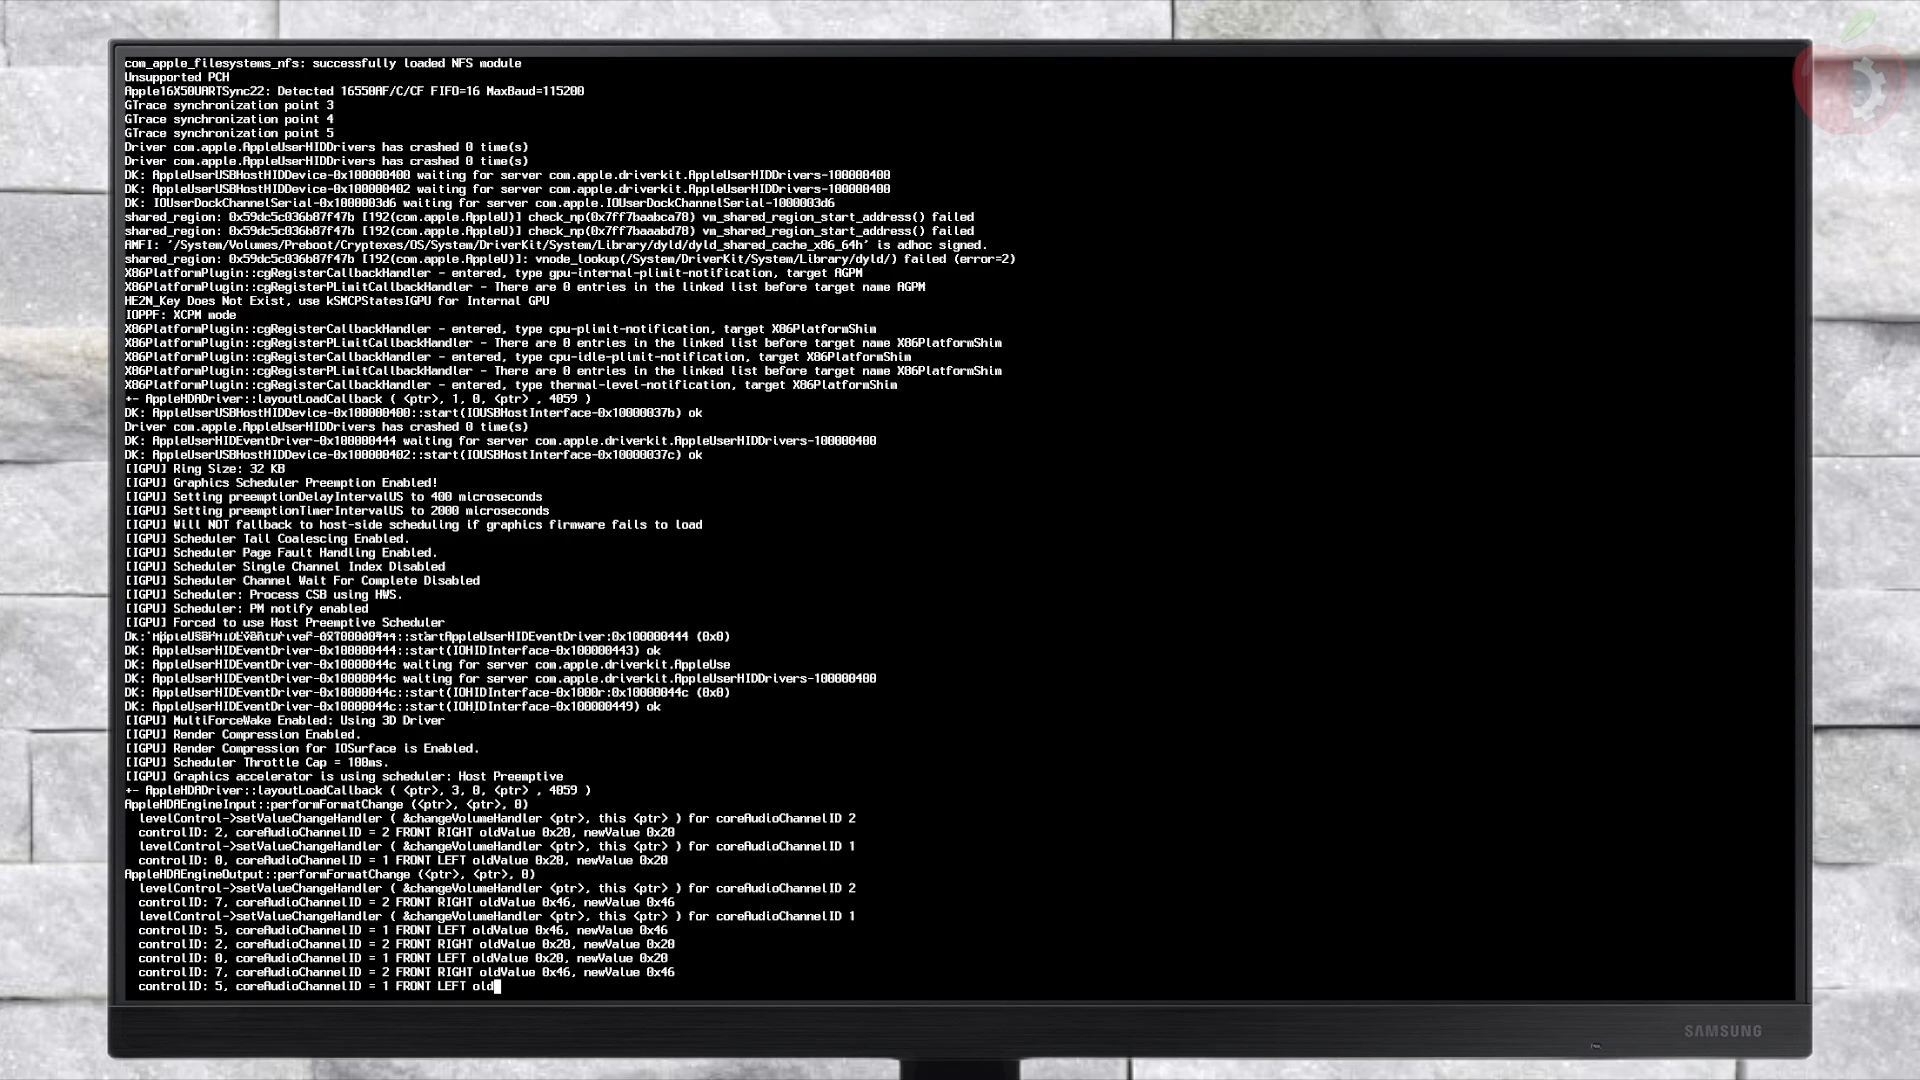 com_apple_filesystems_nfs: successfully loaded NFS module
Unsupported PCH
Apple16X50UARTSync22: Detected 16550AF/C/CF FIFO=16 MaxBaud=115200
GTrace synchronization point 3
GTrace synchronization point 4
GTrace synchronization point 5
Driver com.apple.AppleUserHIDDrivers has crashed 0 time(s)
Driver com.apple.AppleUserHIDDrivers has crashed 0 time(s)
DK: AppleUserUSBHostHIDDevice-0x100000400 waiting for server com.apple.driverkit.AppleUserHIDDrivers-100000400
DK: AppleUserUSBHostHIDDevice-0x100000402 waiting for server com.apple.driverkit.AppleUserHIDDrivers-100000400
DK: IOUserDockChannelSerial-0x1000003d6 waiting for server com.apple.IOUserDockChannelSerial-1000003d6
shared_region: 0x59dc5c036b87f47b [192(com.apple.AppleU)] check_np(0x7ff7baabca78) vm_shared_region_start_address() failed
shared_region: 0x59dc5c036b87f47b [192(com.apple.AppleU)] check_np(0x7ff7baaabd78) vm_shared_region_start_address() failed
AMFI: '/System/Volumes/Preboot/Cryptexes/OS/System/DriverKit/System/Library/dyld/dyld_shared_cache_x86_64h' is adhoc signed.
shared_region: 0x59dc5c036b87f47b [192(com.apple.AppleU)]: vnode_lookup(/System/DriverKit/System/Library/dyld/) failed (error=2)
X86PlatformPlugin::cgRegisterCallbackHandler - entered, type gpu-internal-plimit-notification, target AGPM
X86PlatformPlugin::cgRegisterPLimitCallbackHandler - There are 0 entries in the linked list before target name AGPM
HE2N_Key Does Not Exist, use kSMCPStatesIGPU for Internal GPU
IOPPF: XCPM mode
X86PlatformPlugin::cgRegisterCallbackHandler - entered, type cpu-plimit-notification, target X86PlatformShim
X86PlatformPlugin::cgRegisterPLimitCallbackHandler - There are 0 entries in the linked list before target name X86PlatformShim
X86PlatformPlugin::cgRegisterCallbackHandler - entered, type cpu-idle-plimit-notification, target X86PlatformShim
X86PlatformPlugin::cgRegisterPLimitCallbackHandler - There are 0 entries in the linked list before target name X86PlatformShim
X86PlatformPlugin::cgRegisterCallbackHandler - entered, type thermal-level-notification, target X86PlatformShim
+- AppleHDADriver::layoutLoadCallback ( <ptr>, 1, 0, <ptr> , 4059 )
DK: AppleUserUSBHostHIDDevice-0x100000400::start(IOUSBHostInterface-0x10000037b) ok
Driver com.apple.AppleUserHIDDrivers has crashed 0 time(s)
DK: AppleUserHIDEventDriver-0x100000444 waiting for server com.apple.driverkit.AppleUserHIDDrivers-100000400
DK: AppleUserUSBHostHIDDevice-0x100000402::start(IOUSBHostInterface-0x10000037c) ok
[IGPU] Ring Size: 32 KB
[IGPU] Graphics Scheduler Preemption Enabled!
[IGPU] Setting preemptionDelayIntervalUS to 400 microseconds
[IGPU] Setting preemptionTimerIntervalUS to 2000 microseconds
[IGPU] Will NOT fallback to host-side scheduling if graphics firmware fails to load
[IGPU] Scheduler Tail Coalescing Enabled.
[IGPU] Scheduler Page Fault Handling Enabled.
[IGPU] Scheduler Single Channel Index Disabled
[IGPU] Scheduler Channel Wait For Complete Disabled
[IGPU] Scheduler: Process CSB using HWS.
[IGPU] Scheduler: PM notify enabled
[IGPU] Forced to use Host Preemptive Scheduler
DK: AppleUserHIDEventDriver-0x100000444::startAppleUserHIDEventDriver:0x100000444 (0x0)
DK: AppleUserHIDEventDriver-0x100000444::start(IOHIDInterface-0x100000443) ok
DK: AppleUserHIDEventDriver-0x10000044c waiting for server com.apple.driverkit.AppleUse
DK: AppleUserHIDEventDriver-0x10000044c waiting for server com.apple.driverkit.AppleUserHIDDrivers-100000400
DK: AppleUserHIDEventDriver-0x10000044c::start(IOHIDInterface-0x1000r:0x10000044c (0x0)
DK: AppleUserHIDEventDriver-0x10000044c::start(IOHIDInterface-0x100000449) ok
[IGPU] MultiForceWake Enabled: Using 3D Driver
[IGPU] Render Compression Enabled.
[IGPU] Render Compression for IOSurface is Enabled.
[IGPU] Scheduler Throttle Cap = 100ms.
[IGPU] Graphics accelerator is using scheduler: Host Preemptive
+- AppleHDADriver::layoutLoadCallback ( <ptr>, 3, 0, <ptr> , 4059 )
AppleHDAEngineInput::performFormatChange (<ptr>, <ptr>, 0)
levelControl->setValueChangeHandler ( &changeVolumeHandler <ptr>, this <ptr> ) for coreAudioChannelID 2
controlID: 2, coreAudioChannelID = 2 FRONT RIGHT oldValue 0x20, newValue 0x20
levelControl->setValueChangeHandler ( &changeVolumeHandler <ptr>, this <ptr> ) for coreAudioChannelID 1
controlID: 0, coreAudioChannelID = 1 FRONT LEFT oldValue 0x20, newValue 0x20
AppleHDAEngineOutput::performFormatChange (<ptr>, <ptr>, 0)
levelControl->setValueChangeHandler ( &changeVolumeHandler <ptr>, this <ptr> ) for coreAudioChannelID 2
controlID: 7, coreAudioChannelID = 2 FRONT RIGHT oldValue 0x46, newValue 0x46
levelControl->setValueChangeHandler ( &changeVolumeHandler <ptr>, this <ptr> ) for coreAudioChannelID 1
controlID: 5, coreAudioChannelID = 1 FRONT LEFT oldValue 0x46, newValue 0x46
controlID: 2, coreAudioChannelID = 2 FRONT RIGHT oldValue 0x20, newValue 0x20
controlID: 0, coreAudioChannelID = 1 FRONT LEFT oldValue 0x20, newValue 0x20
controlID: 7, coreAudioChannelID = 2 FRONT RIGHT oldValue 0x46, newValue 0x46
controlID: 5, coreAudioChannelID = 1 FRONT LEFT old
SAMSUNG